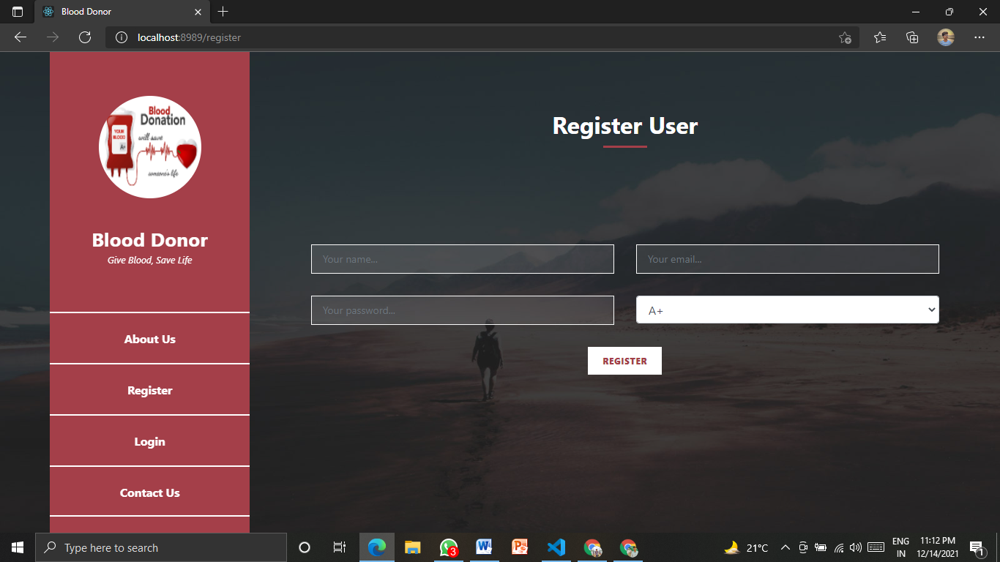 Blood Donor
localhost:8989/register
Blood
Donation
YOUR
BLOOD
A+
will save
someone's life
Blood Donor
Give Blood, Save Life
About Us
Register
Login
Contact Us
Register User
Your name...
Your email...
Your password...
A+
REGISTER
Type here to search
3
21°C
ENG
IN
11:12 PM
12/14/2021
1